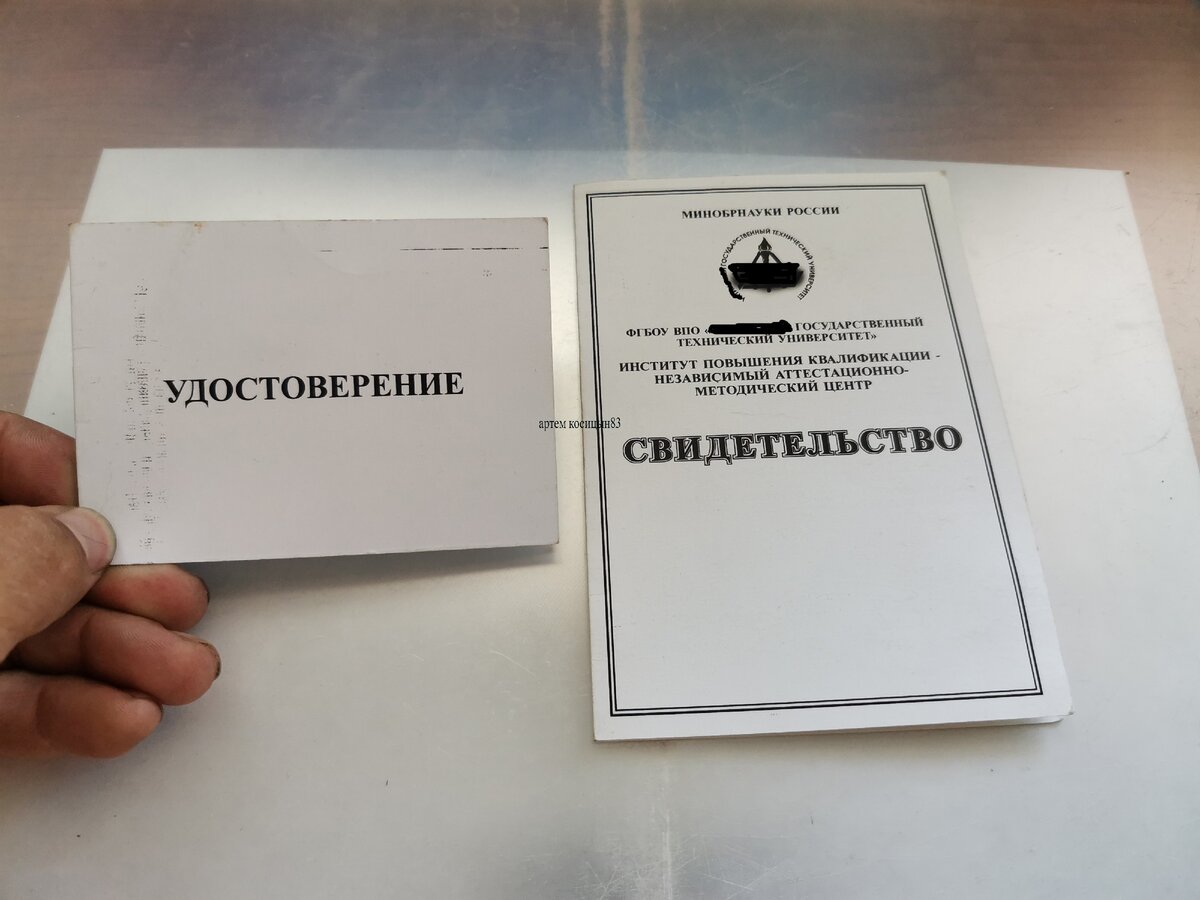 УДОСТОВЕРЕНИЕ
артем косицын83
МИНОБРНАУКИ РОССИИ
ГОСУДАРСТВЕННЫЙ ТЕХНИЧЕСКИЙ УНИВЕРСИТЕТ
ФГБОУ ВПО « ГОСУДАРСТВЕННЫЙ
ТЕХНИЧЕСКИЙ УНИВЕРСИТЕТ»
ИНСТИТУТ ПОВЫШЕНИЯ КВАЛИФИКАЦИИ -
НЕЗАВИСИМЫЙ АТТЕСТАЦИОННО-
МЕТОДИЧЕСКИЙ ЦЕНТР
СВИДЕТЕЛЬСТВО